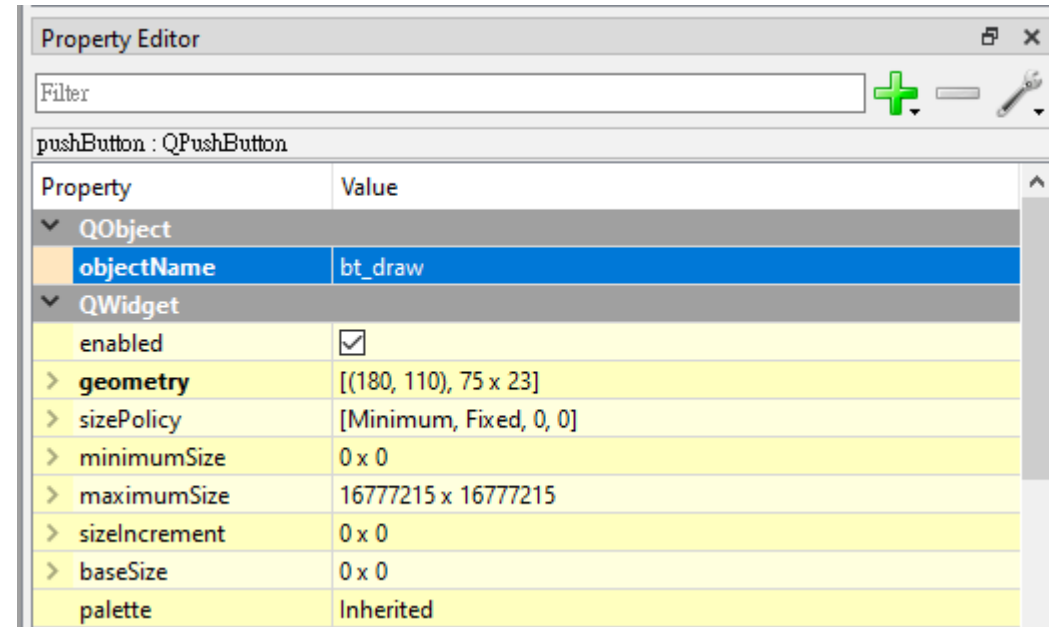 Property Editor
Filter
pushButton : QPushButton
Property Value
QObject
objectName bt_draw
QWidget
enabled
geometry [(180, 110), 75 x 23]
sizePolicy [Minimum, Fixed, 0, 0]
minimumSize 0 x 0
maximumSize 16777215 x 16777215
sizeIncrement 0 x 0
baseSize 0 x 0
palette Inherited